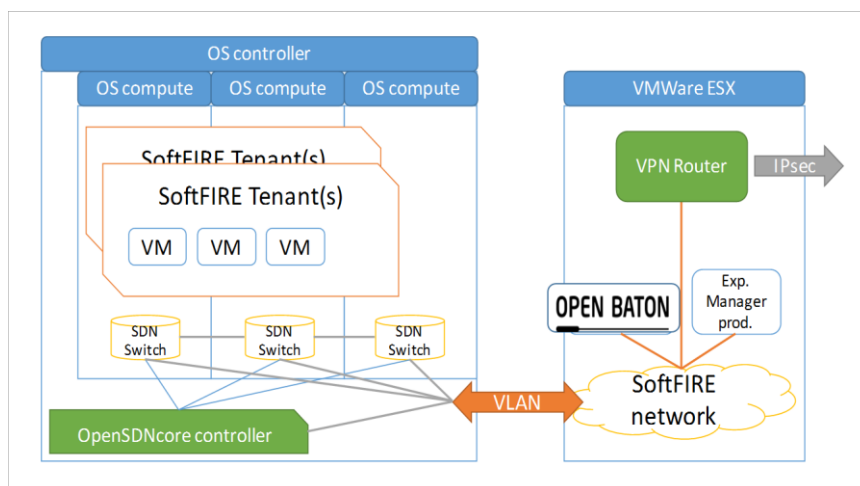 OS controller
OS compute
OS compute
OS compute
SoftFIRE Tenant(s)
SoftFIRE Tenant(s)
VM
VM
VM
SDN
Switch
SDN
Switch
SDN
Switch
OpenSDNcore controller
VLAN
VMWare ESX
VPN Router
IPsec
OPEN BATON
Exp.
Manager
prod.
SoftFIRE
network